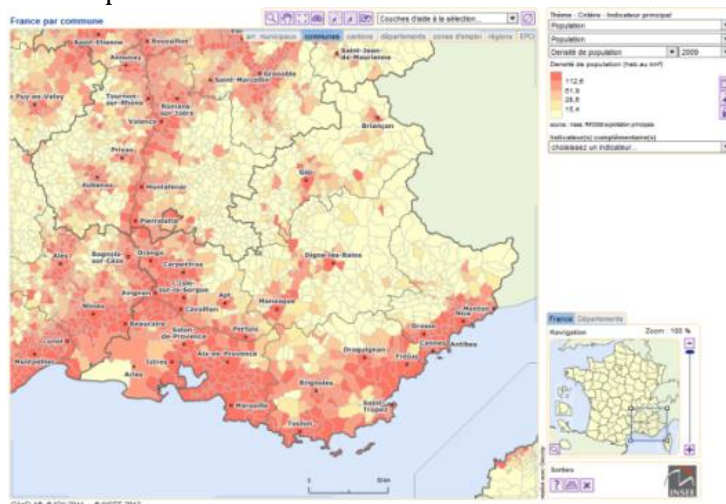 France par commune
Couches d'aide à la sélection...
arr. municipaux communes cantons départements zones d'emploi régions EPCI
Thème - Critère - Indicateur principal
Population
Population
Densité de population
2009
Densité de population (hab au km²)
112,6
51,9
28,6
15,4
Indicateur(s) complémentaire(s)
choisissez un indicateur...
Saint-Etienne
Roussillon
Annonay
Saint-Jean-
de-Maurienne
Grenoble
Saint-Marcellin
Tournon-
sur-Rhône
Romans-
sur-Isère
Valence
Briançon
Privas
Gap
Aubenas
Montélimar
Pierrelatte
Digne-les-Bains
Alès
Bagnols-
sur-Cèze
Orange
Carpentras
L'Isle-
sur-la-Sorgue
Avignon
Apt
Manosque
Cavaillon
Nîmes
Beaucaire
Salon-
de-Provence
Pertuis
Menton
Nice
Grasse
Cannes Antibes
Lunel
Montpellier
Arles
Istres
Aix-en-Provence
Draguignan
Fréjus
Brignoles
Saint-
Tropez
Marseille
Toulon
France Départements
Navigation
Zoom : 100 %
Sorties
INSEE